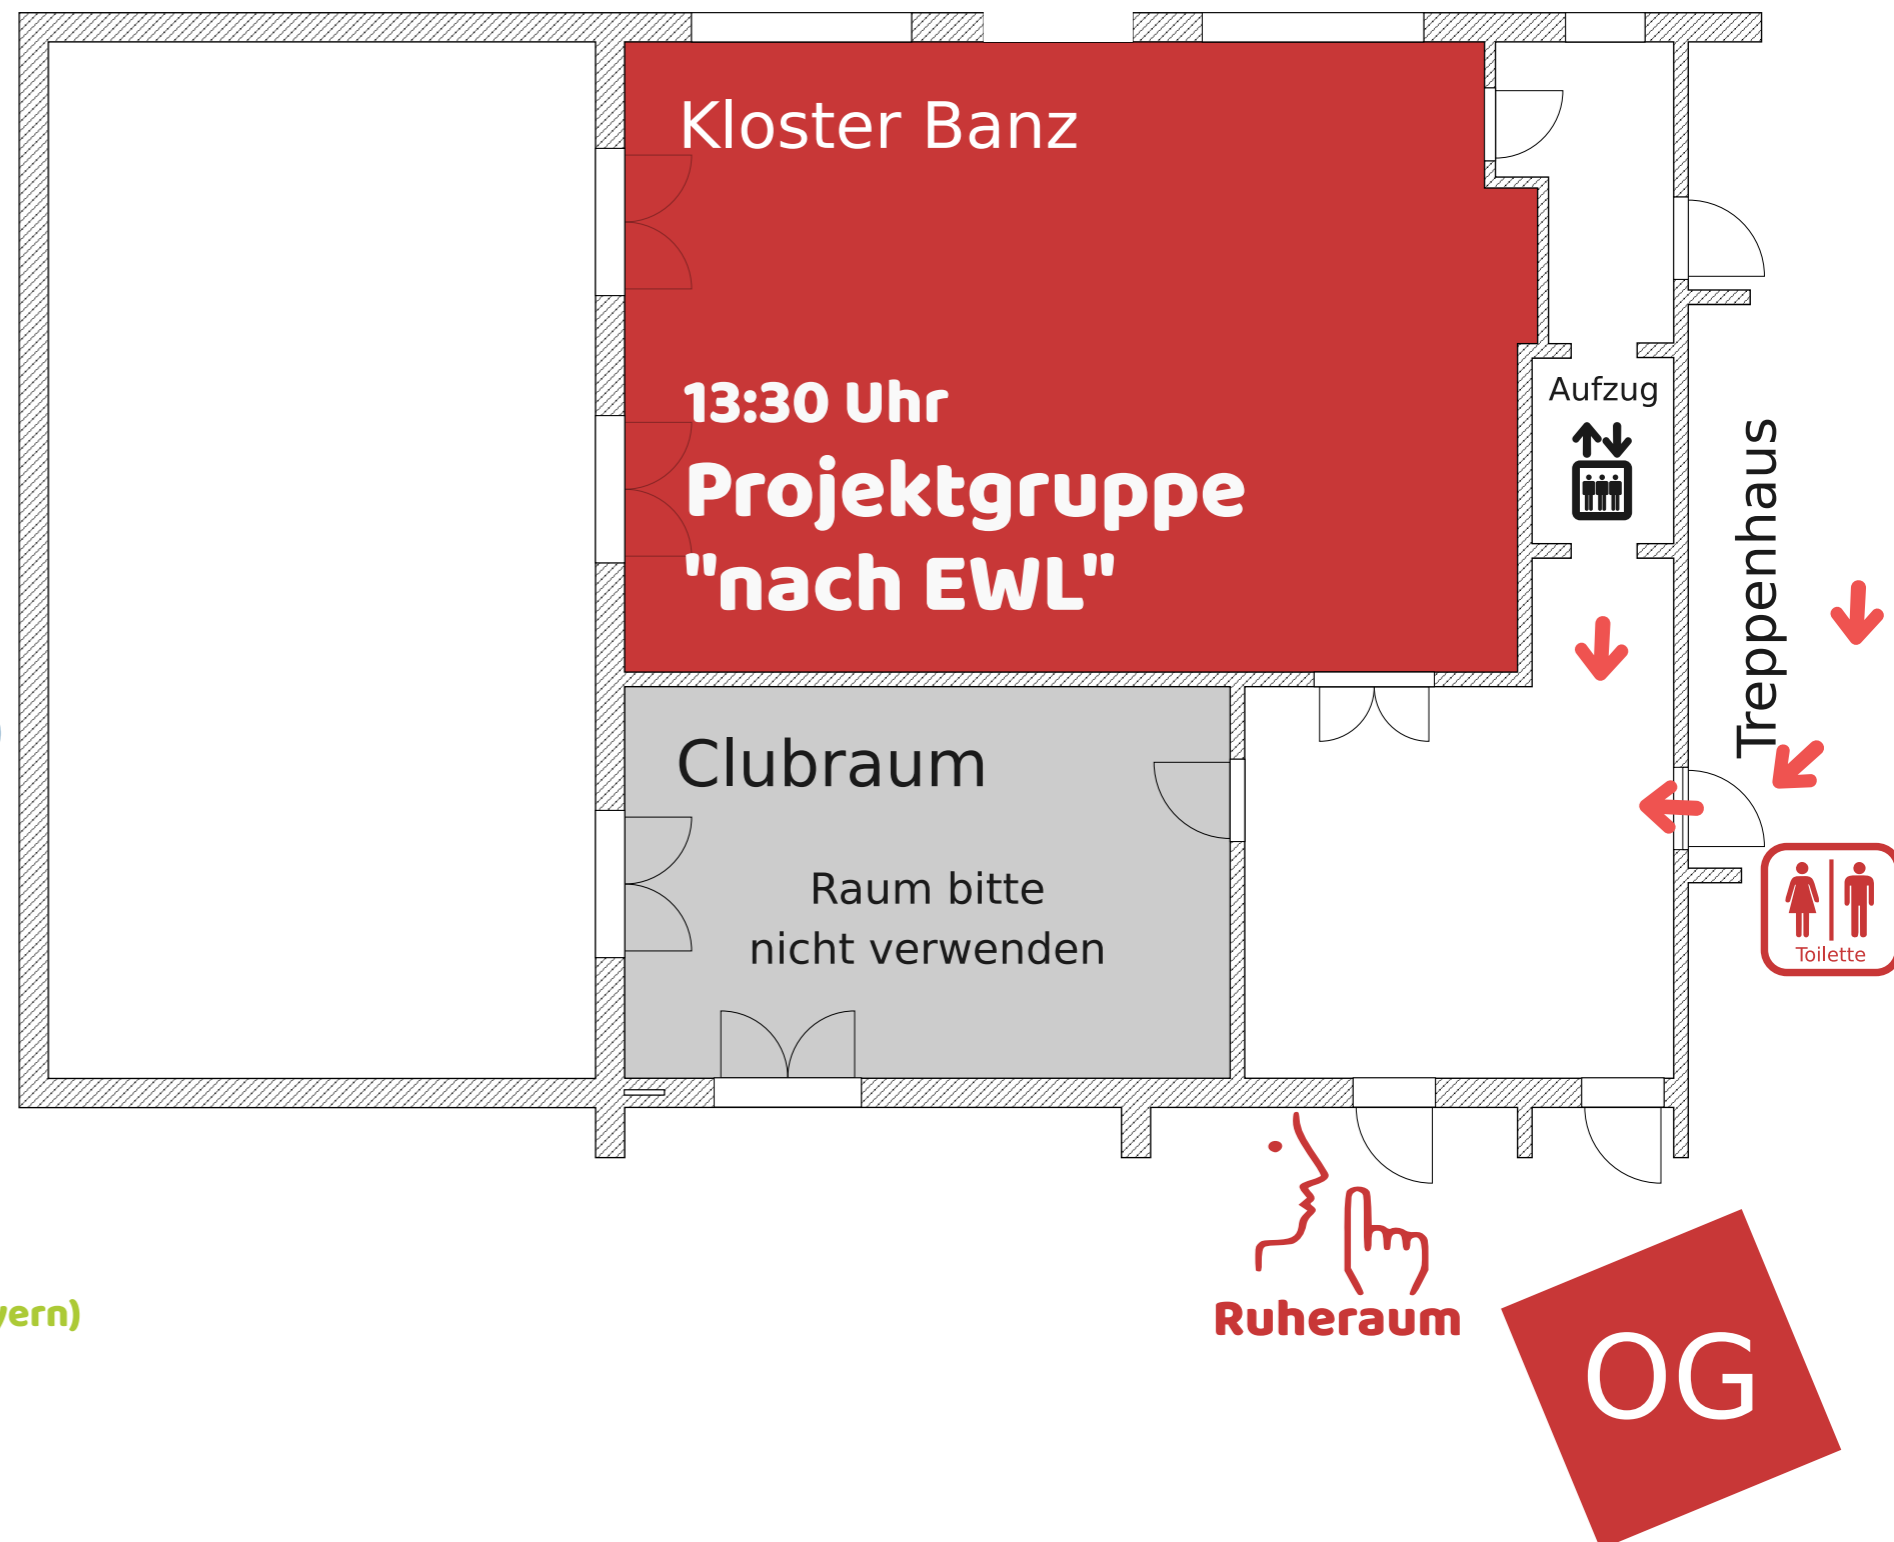 Kloster Banz
13:30 Uhr
Projektgruppe
"nach EWL"
Aufzug
Treppenhaus
Clubraum
Raum bitte
nicht verwenden
Toilette
Ruheraum
OG